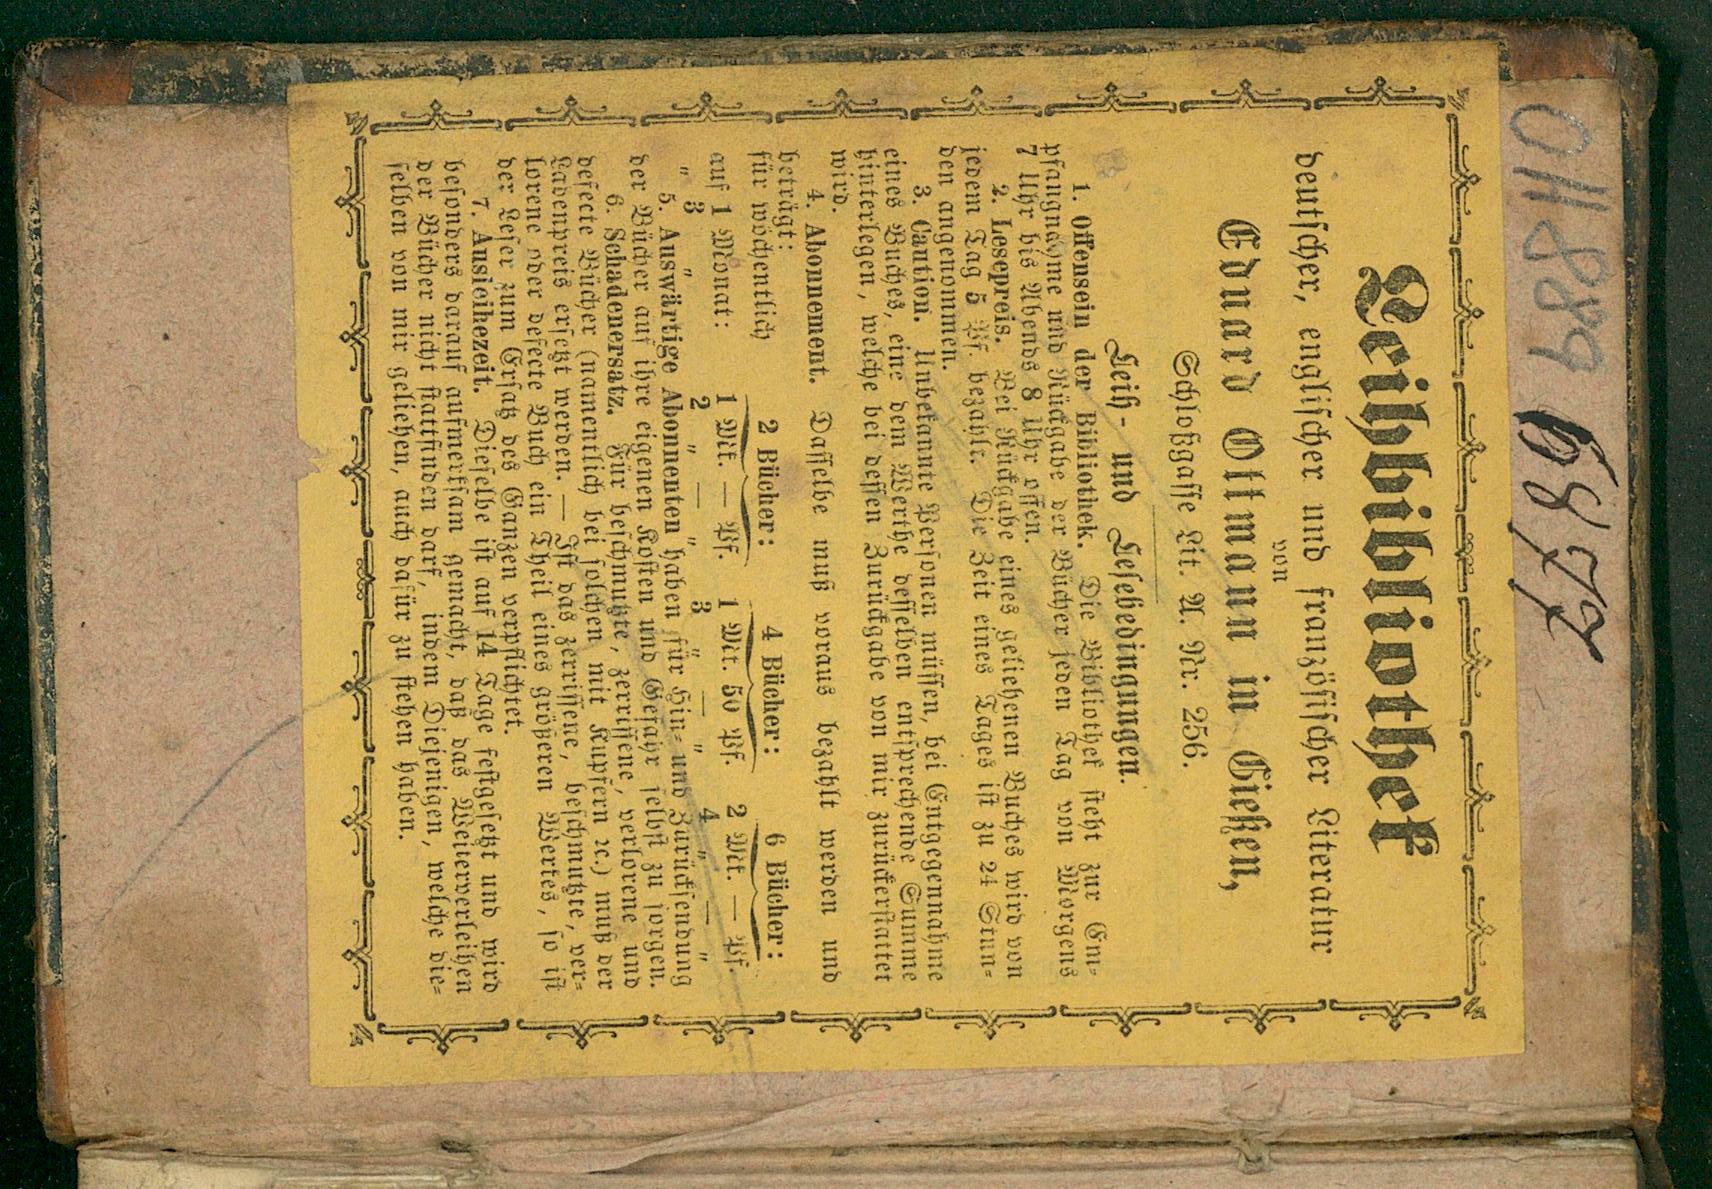 011889
6877
Leihbibliothek
deutscher, englischer und französischer Literatur
von
Eduard Ottmann in Gießen,
Schloßgasse Lit. A. Nr. 256.
Leih- und Lesebedingungen.
1. Offensein der Bibliothek. Die Bibliothek steht zur Em-
pfangnahme und Rückgabe der Bücher jeden Tag von Morgens
7 Uhr bis Abends 8 Uhr offen.
2. Lesepreis. Bei Rückgabe eines geliehenen Buches wird von
jedem Tag 5 Pf. bezahlt. Die Zeit eines Tages ist zu 24 Stun-
den angenommen.
3. Caution. Unbekannte Personen müssen, bei Entgegennahme
eines Buches, eine dem Werthe desselben entsprechende Summe
hinterlegen, welche bei dessen Zurückgabe von mir zurückerstattet
wird.
4. Abonnement. Dasselbe muß voraus bezahlt werden und
beträgt:
für wöchentlich 2 Bücher: 4 Bücher: 6 Bücher:
auf 1 Monat: 1 Mk. — Pf. 1 Mk. 50 Pf. 2 Mk. — Pf.
„ 3 „ 2 „ — „ 3 „ — „ 4 „ — „
5. Auswärtige Abonnenten haben für Hin- und Zurücksendung
der Bücher auf ihre eigenen Kosten und Gefahr selbst zu sorgen.
6. Schadenersatz. Für beschmutzte, zerrissene, verlorene und
defecte Bücher (namentlich bei solchen mit Kupfern ꝛc.) muß der
Ladenpreis ersetzt werden. — Ist das zerrissene, beschmutzte, ver-
lorene oder defecte Buch ein Theil eines größeren Wertes, so ist
der Leser zum Ersatz des Ganzen verpflichtet.
7. Ausleihezeit. Dieselbe ist auf 14 Tage festgesetzt und wird
besonders darauf aufmerksam gemacht, daß das Weiterverleihen
der Bücher nicht stattfinden darf, indem Diejenigen, welche die-
selben von mir geliehen, auch dafür zu stehen haben.